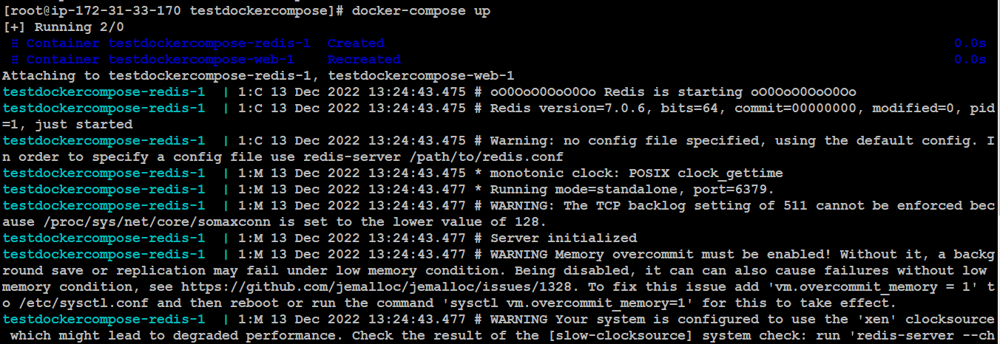 [root@ip-172-31-33-170 testdockercompose]# docker-compose up
[+] Running 2/0
 ⠿ Container testdockercompose-redis-1  Created 0.0s
 ⠿ Container testdockercompose-web-1    Recreated 0.0s
Attaching to testdockercompose-redis-1, testdockercompose-web-1
testdockercompose-redis-1  | 1:C 13 Dec 2022 13:24:43.475 # oO0OoO0OoO0Oo Redis is starting oO0OoO0OoO0Oo
testdockercompose-redis-1  | 1:C 13 Dec 2022 13:24:43.475 # Redis version=7.0.6, bits=64, commit=00000000, modified=0, pid
=1, just started
testdockercompose-redis-1  | 1:C 13 Dec 2022 13:24:43.475 # Warning: no config file specified, using the default config. I
n order to specify a config file use redis-server /path/to/redis.conf
testdockercompose-redis-1  | 1:M 13 Dec 2022 13:24:43.475 * monotonic clock: POSIX clock_gettime
testdockercompose-redis-1  | 1:M 13 Dec 2022 13:24:43.477 * Running mode=standalone, port=6379.
testdockercompose-redis-1  | 1:M 13 Dec 2022 13:24:43.477 # WARNING: The TCP backlog setting of 511 cannot be enforced bec
ause /proc/sys/net/core/somaxconn is set to the lower value of 128.
testdockercompose-redis-1  | 1:M 13 Dec 2022 13:24:43.477 # Server initialized
testdockercompose-redis-1  | 1:M 13 Dec 2022 13:24:43.477 # WARNING Memory overcommit must be enabled! Without it, a backg
round save or replication may fail under low memory condition. Being disabled, it can can also cause failures without low
memory condition, see https://github.com/jemalloc/jemalloc/issues/1328. To fix this issue add 'vm.overcommit_memory = 1' t
o /etc/sysctl.conf and then reboot or run the command 'sysctl vm.overcommit_memory=1' for this to take effect.
testdockercompose-redis-1  | 1:M 13 Dec 2022 13:24:43.477 # WARNING Your system is configured to use the 'xen' clocksource
 which might lead to degraded performance. Check the result of the [slow-clocksource] system check: run 'redis-server --ch